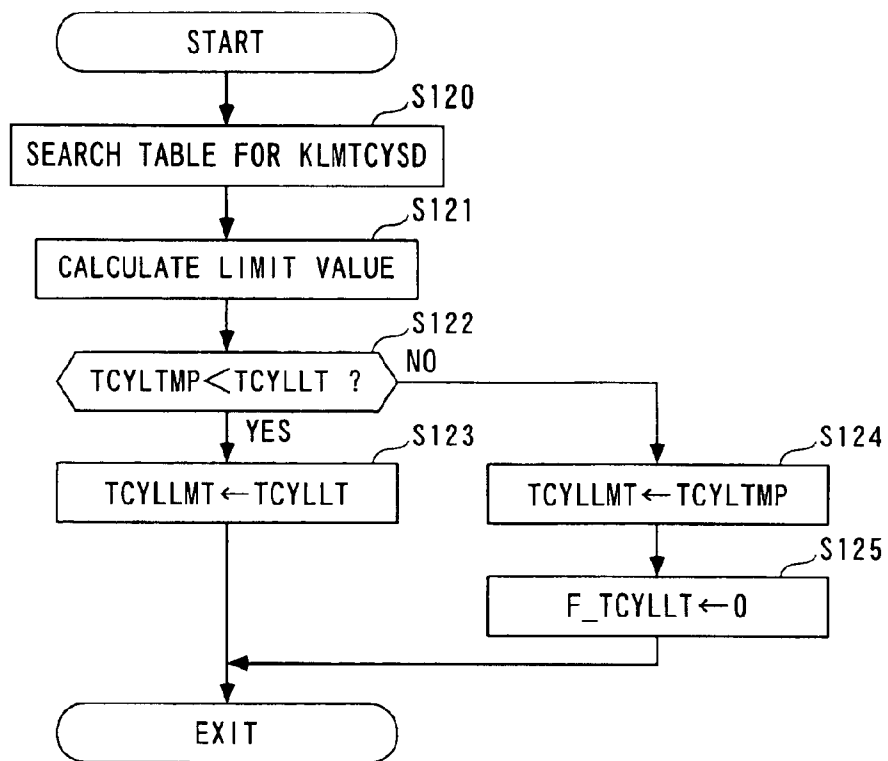 START
S120
SEARCH TABLE FOR KLMTCYSD
S121
CALCULATE LIMIT VALUE
S122
TCYLTMP<TCYLLT ?
NO
YES
S123
TCYLLMT←TCYLLT
S124
TCYLLMT←TCYLTMP
S125
F_TCYLLT←0
EXIT